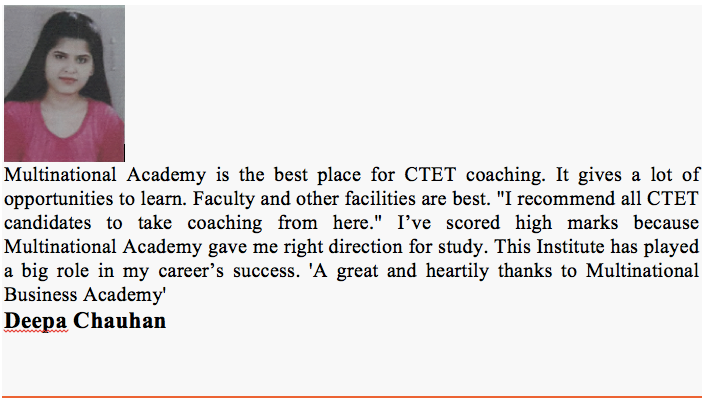 Multinational Academy is the best place for CTET coaching. It gives a lot of
opportunities to learn. Faculty and other facilities are best. "I recommend all CTET
candidates to take coaching from here." I’ve scored high marks because
Multinational Academy gave me right direction for study. This Institute has played
a big role in my career’s success. 'A great and heartily thanks to Multinational
Business Academy'
Deepa Chauhan